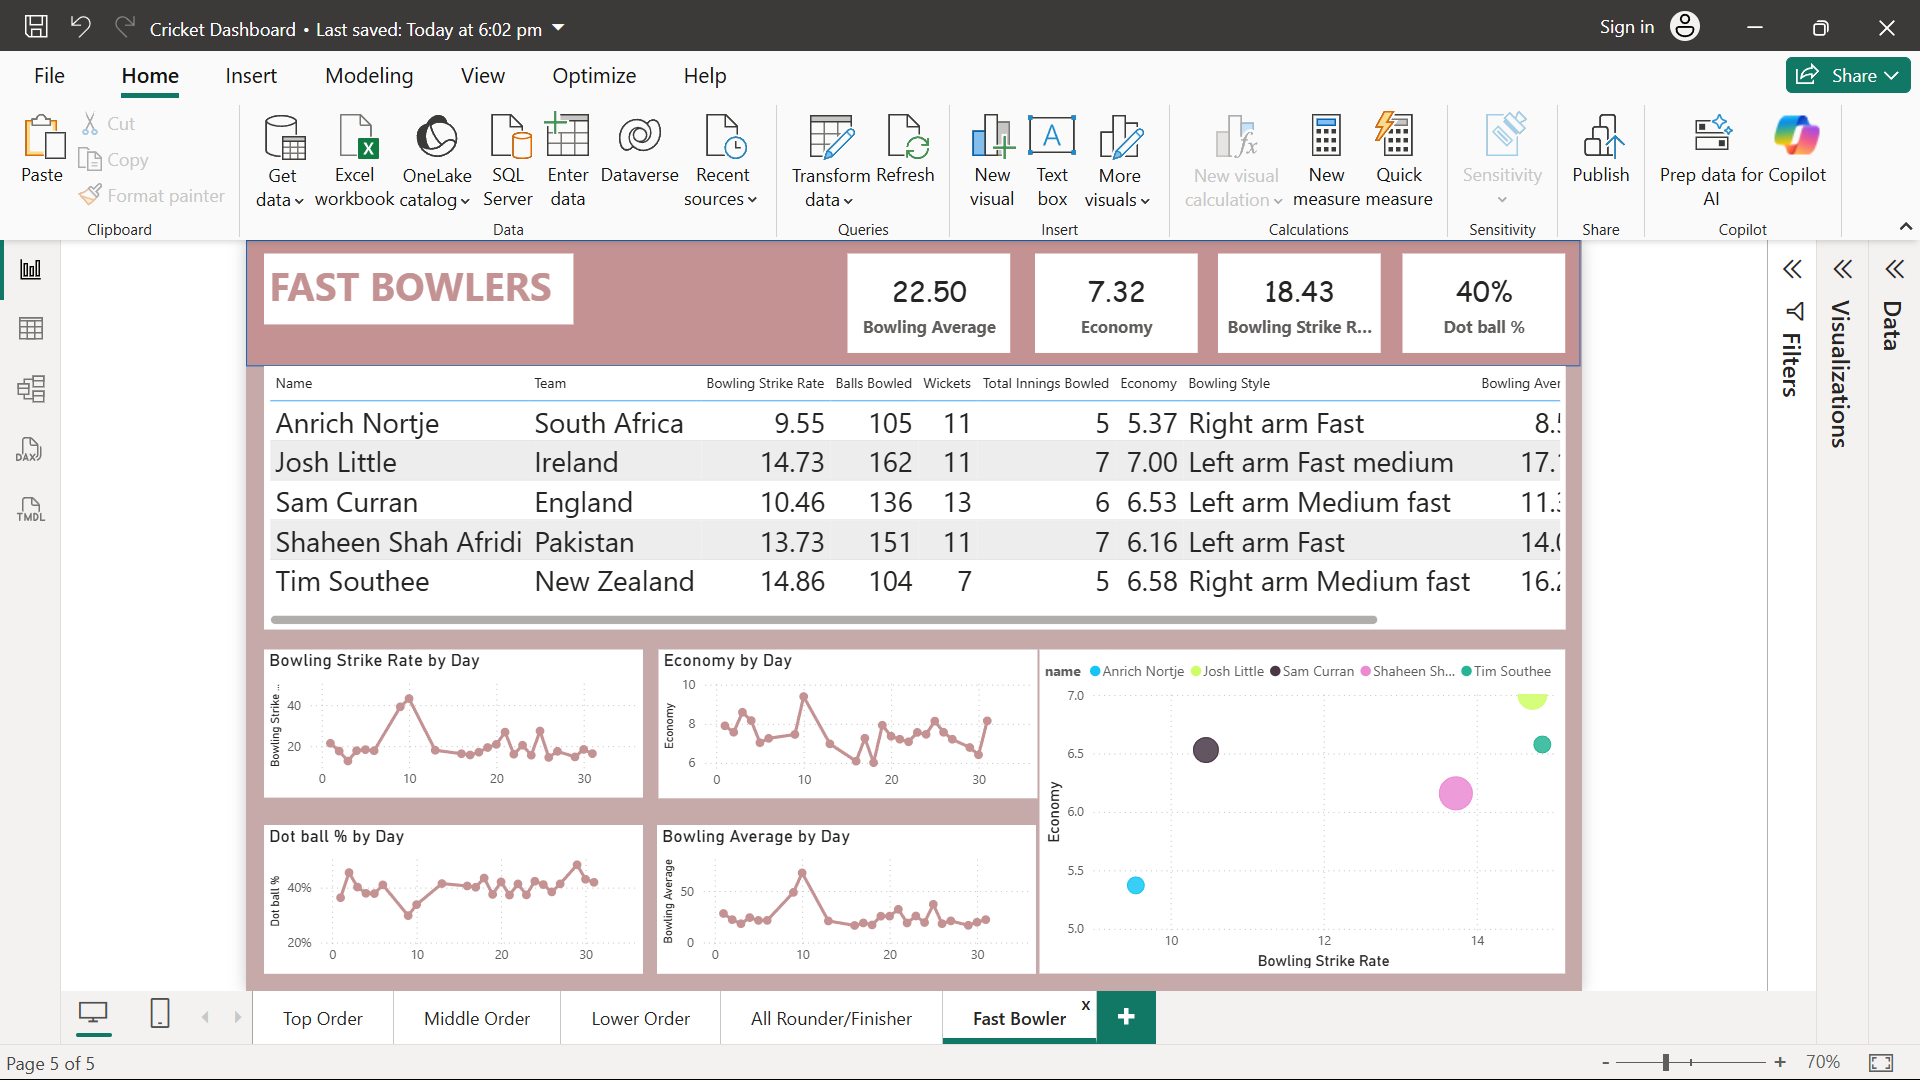 Cricket Dashboard • Last saved: Today at 6:02 pm
Sign in
File Home Insert Modeling View Optimize Help
Share
Paste
Cut
Copy
Format painter
Clipboard
Get data
Excel workbook
OneLake catalog
SQL Server
Enter data
Dataverse
Recent sources
Data
Transform data
Refresh
Queries
New visual
Text box
More visuals
Insert
New visual calculation
New measure
Quick measure
Calculations
Sensitivity
Sensitivity
Publish
Share
Prep data for AI
Copilot
Copilot
DAX
TMDL
FAST BOWLERS
22.50
Bowling Average
7.32
Economy
18.43
Bowling Strike R...
40%
Dot ball %
Name Team Bowling Strike Rate Balls Bowled Wickets Total Innings Bowled Economy Bowling Style Bowling Aver
Anrich Nortje South Africa 9.55 105 11 5 5.37 Right arm Fast 8.5
Josh Little Ireland 14.73 162 11 7 7.00 Left arm Fast medium 17.1
Sam Curran England 10.46 136 13 6 6.53 Left arm Medium fast 11.3
Shaheen Shah Afridi Pakistan 13.73 151 11 7 6.16 Left arm Fast 14.0
Tim Southee New Zealand 14.86 104 7 5 6.58 Right arm Medium fast 16.2
Bowling Strike Rate by Day
Bowling Strike ...
40
20
0 10 20 30
Economy by Day
Economy
10
8
6
0 10 20 30
Dot ball % by Day
Dot ball %
40%
20%
0 10 20 30
Bowling Average by Day
Bowling Average
50
0
0 10 20 30
name Anrich Nortje Josh Little Sam Curran Shaheen Sh... Tim Southee
7.0
6.5
6.0
5.5
5.0
Economy
10 12 14
Bowling Strike Rate
Filters
Visualizations
Data
Top Order Middle Order Lower Order All Rounder/Finisher Fast Bowler x +
Page 5 of 5
- + 70%